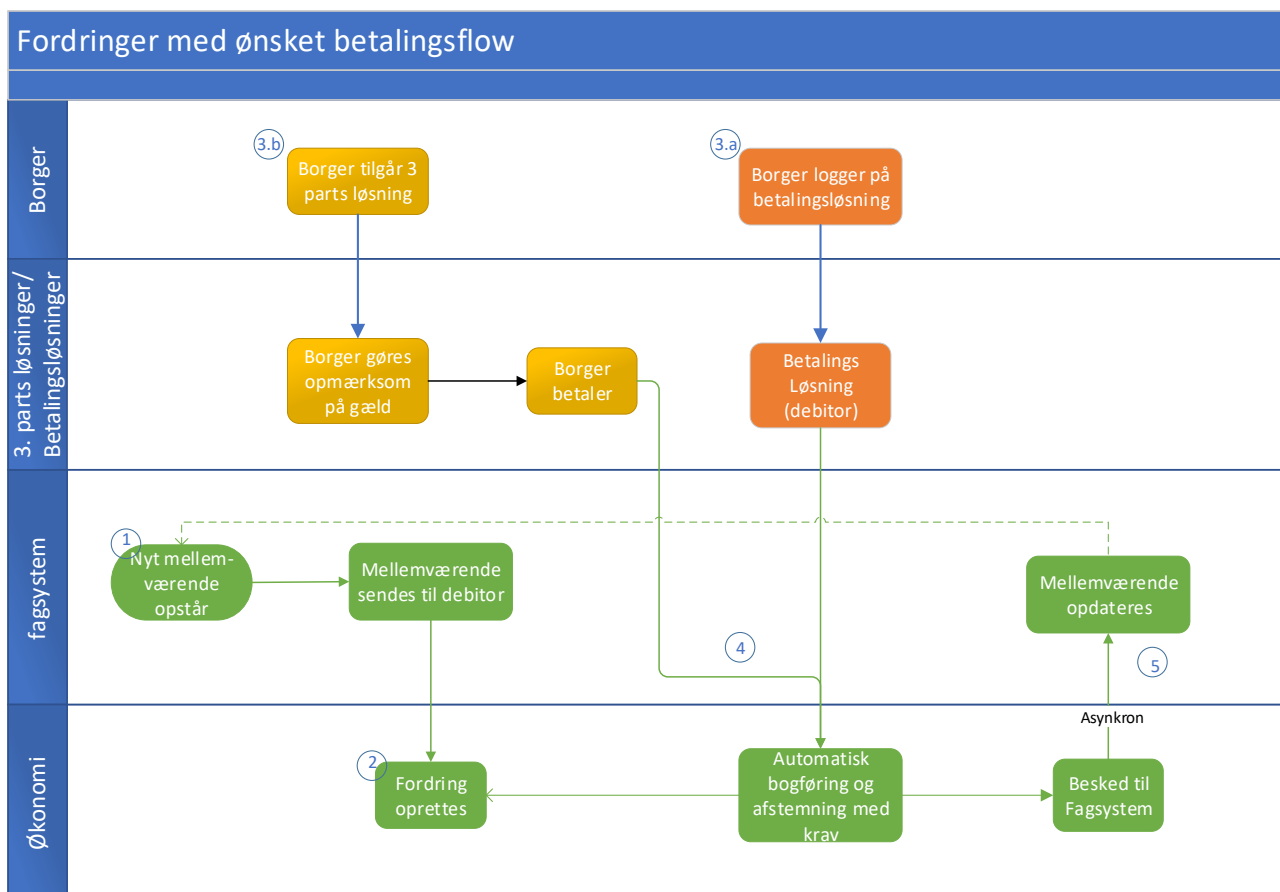 Fordringer med ønsket betalingsflow
Borger
3.b
Borger tilgår 3
parts løsning
3.a
Borger logger på
betalingsløsning
3. parts løsninger/
Betalingsløsninger
Borger gøres
opmærksom
på gæld
Borger
betaler
Betalings
Løsning
(debitor)
fagsystem
1
Nyt mellem-
værende
opstår
Mellemværende
sendes til debitor
4
Mellemværende
opdateres
5
Asynkron
Økonomi
2
Fordring
oprettes
Automatisk
bogføring og
afstemning med
krav
Besked til
Fagsystem